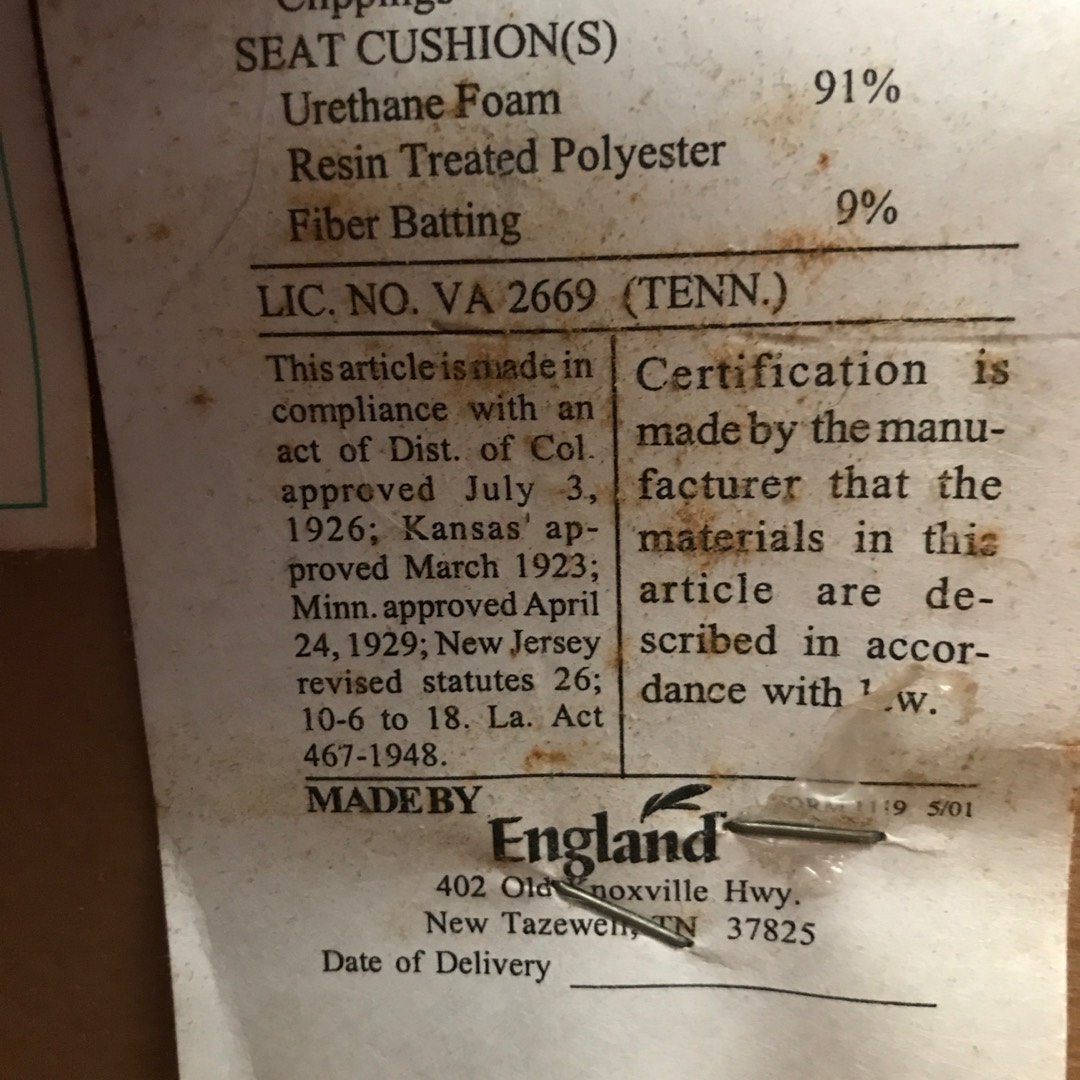 Clippings
SEAT CUSHION(S)
Urethane Foam 91%
Resin Treated Polyester
Fiber Batting 9%
LIC. NO. VA 2669 (TENN.)
This article is made in
compliance with an
act of Dist. of Col.
approved July 3,
1926; Kansas' ap-
proved March 1923;
Minn. approved April
24, 1929; New Jersey
revised statutes 26;
10-6 to 18. La. Act
467-1948.
Certification is
made by the manu-
facturer that the
materials in this
article are de-
scribed in accor-
dance with law.
MADE BY
FORM 1119 5/01
England
402 Old Knoxville Hwy.
New Tazewell, TN 37825
Date of Delivery